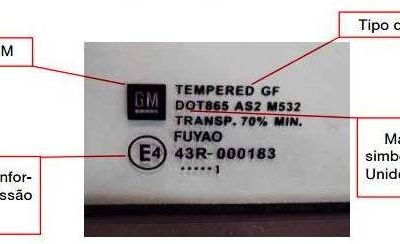 Tipo d
M
GM
TEMPERED GF
DOT865 AS2 M532
TRANSP. 70% MIN.
FUYAO
E4 43R-000183
····· 1
Ma
simbo
Unido
nfor-
ssão